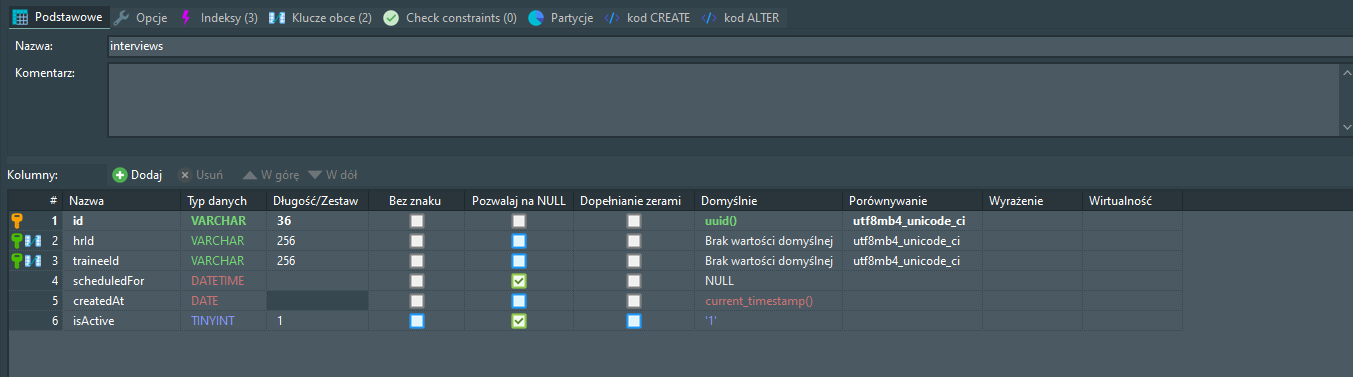 Podstawowe Opcje Indeksy (3) Klucze obce (2) Check constraints (0) Partycje kod CREATE kod ALTER
Nazwa: interviews
Komentarz:
Kolumny: Dodaj Usuń W górę W dół
# Nazwa Typ danych Długość/Zestaw Bez znaku Pozwalaj na NULL Dopełnianie zerami Domyślnie Porównywanie Wyrażenie Wirtualność
1 id VARCHAR 36 uuid() utf8mb4_unicode_ci
2 hrId VARCHAR 256 Brak wartości domyślnej utf8mb4_unicode_ci
3 traineeId VARCHAR 256 Brak wartości domyślnej utf8mb4_unicode_ci
4 scheduledFor DATETIME NULL
5 createdAt DATE current_timestamp()
6 isActive TINYINT 1 '1'